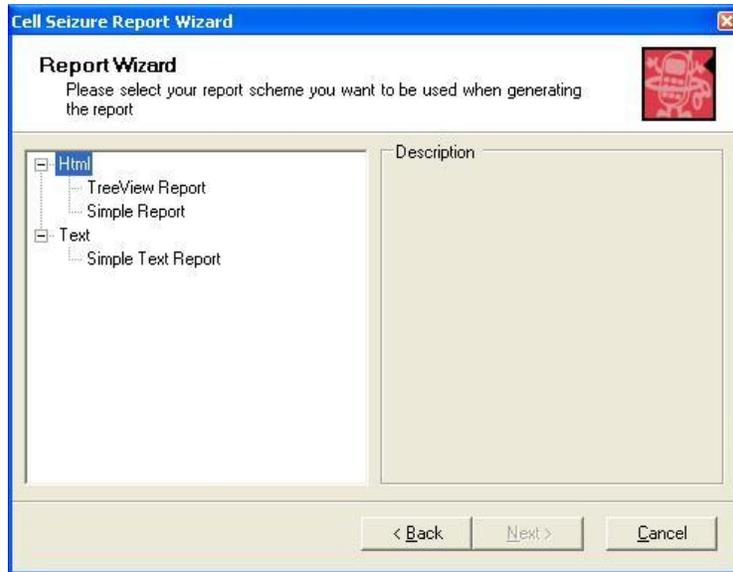 Cell Seizure Report Wizard
Report Wizard
Please select your report scheme you want to be used when generating
the report
Html
TreeView Report
Simple Report
Text
Simple Text Report
Description
< Back
Next >
Cancel